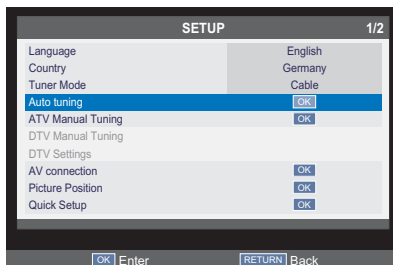 SETUP 1/2
Language English
Country Germany
Tuner Mode Cable
Auto tuning OK
ATV Manual Tuning OK
DTV Manual Tuning
DTV Settings
AV connection OK
Picture Position OK
Quick Setup OK
OK Enter RETURN Back